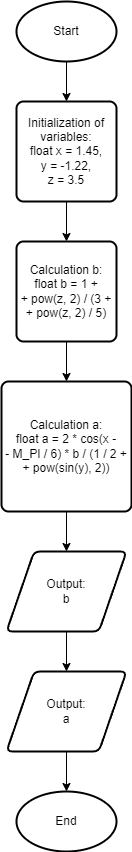 Start
Initialization of
variables:
float x = 1.45,
y = -1.22,
z = 3.5
Calculation b:
float b = 1 +
+ pow(z, 2) / (3 +
+ pow(z, 2) / 5)
Calculation a:
float a = 2 * cos(x -
- M_PI / 6) * b / (1 / 2 +
+ pow(sin(y), 2))
Output:
b
Output:
a
End